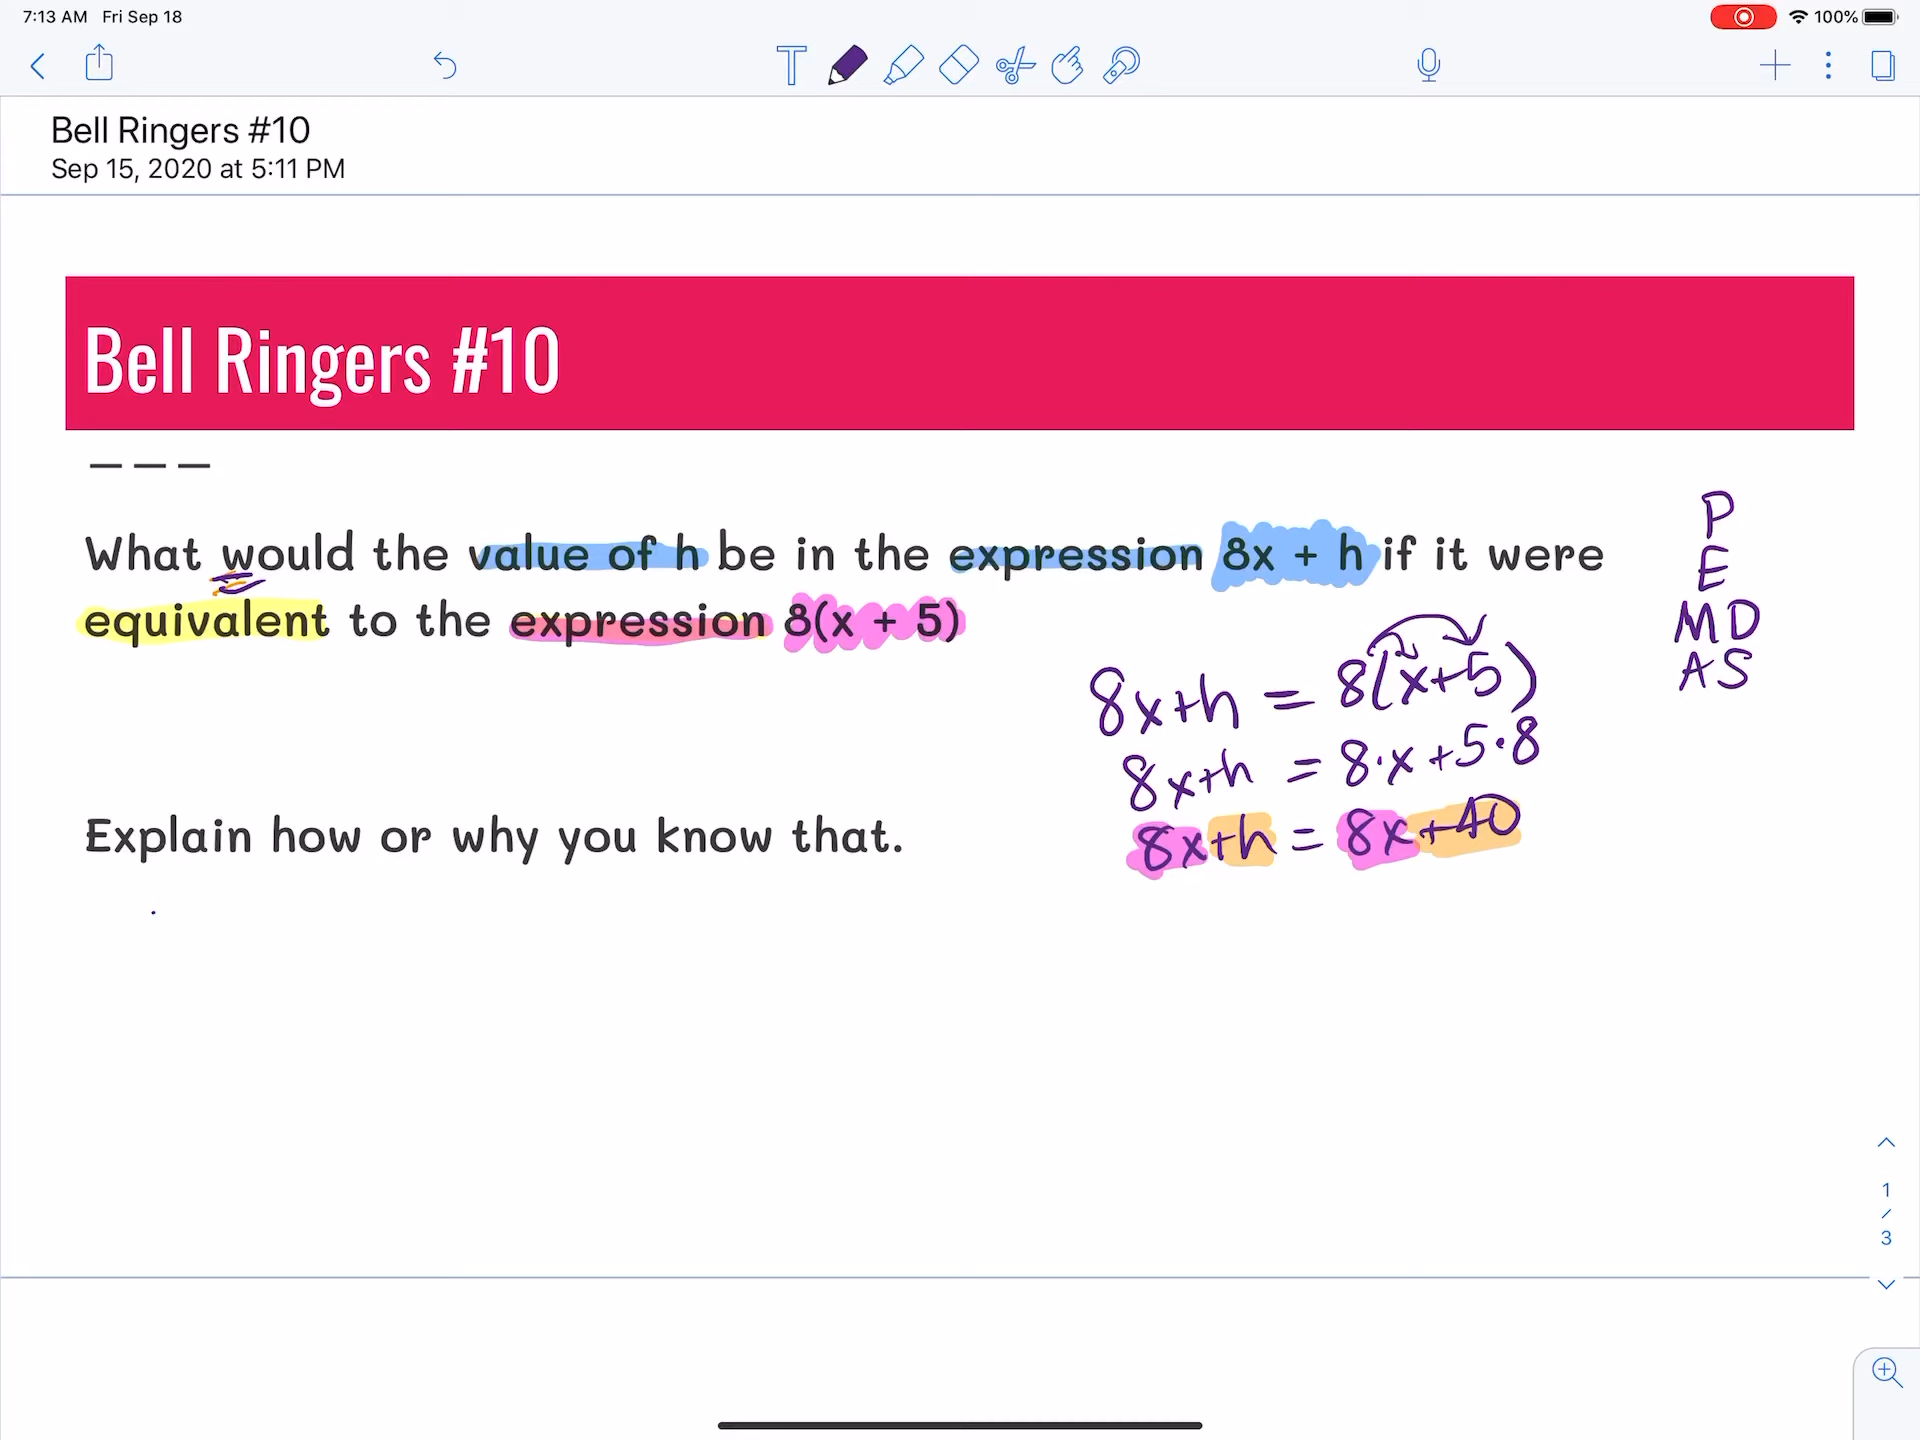 7:13 AM Fri Sep 18 100%
Bell Ringers #10
Sep 15, 2020 at 5:11 PM
Bell Ringers #10
What would the value of h be in the expression 8x + h if it were
equivalent to the expression 8(x + 5)
P
E
MD
AS
8x+h = 8(x+5)
8x+h = 8·x+5·8
8x+h = 8x+40
Explain how or why you know that.
1
/
3